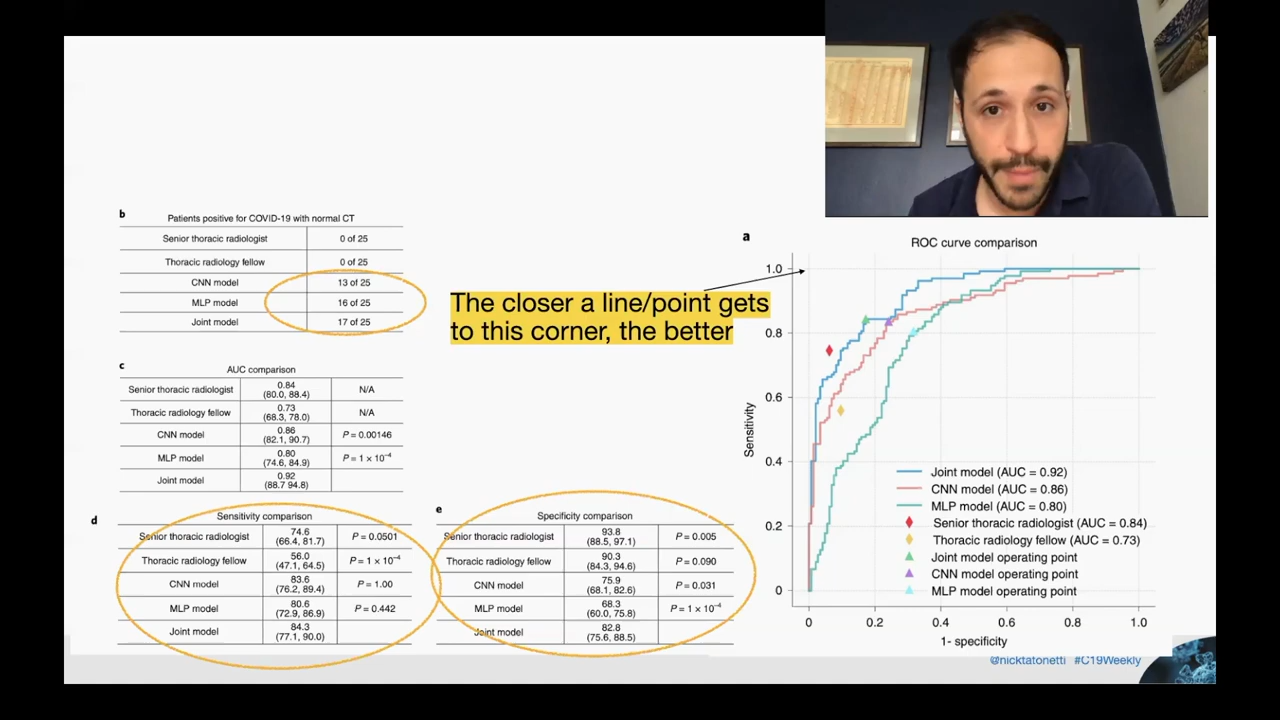 b
Patients positive for COVID-19 with normal CT
Senior thoracic radiologist 0 of 25
Thoracic radiology fellow 0 of 25
CNN model 13 of 25
MLP model 16 of 25
Joint model 17 of 25
c
AUC comparison
Senior thoracic radiologist 0.84 (80.0, 88.4) N/A
Thoracic radiology fellow 0.73 (68.3, 78.0) N/A
CNN model 0.86 (82.1, 90.7) P = 0.00146
MLP model 0.80 (74.6, 84.9) P = 1 × 10⁻⁴
Joint model 0.92 (88.7 94.8)
d
Sensitivity comparison
Senior thoracic radiologist 74.6 (66.4, 81.7) P = 0.0501
Thoracic radiology fellow 56.0 (47.1, 64.5) P = 1 × 10⁻⁴
CNN model 83.6 (76.2, 89.4) P = 1.00
MLP model 80.6 (72.9, 86.9) P = 0.442
Joint model 84.3 (77.1, 90.0)
e
Specificity comparison
Senior thoracic radiologist 93.8 (88.5, 97.1) P = 0.005
Thoracic radiology fellow 90.3 (84.3, 94.6) P = 0.090
CNN model 75.9 (68.1, 82.6) P = 0.031
MLP model 68.3 (60.0, 75.8) P = 1 × 10⁻⁴
Joint model 82.8 (75.6, 88.5)
The closer a line/point gets
to this corner, the better
a
ROC curve comparison
1.0
0.8
0.6
0.4
0.2
0
Sensitivity
Joint model (AUC = 0.92)
CNN model (AUC = 0.86)
MLP model (AUC = 0.80)
Senior thoracic radiologist (AUC = 0.84)
Thoracic radiology fellow (AUC = 0.73)
Joint model operating point
CNN model operating point
MLP model operating point
0 0.2 0.4 0.6 0.8 1.0
1- specificity
@nicktatonetti #C19Weekly